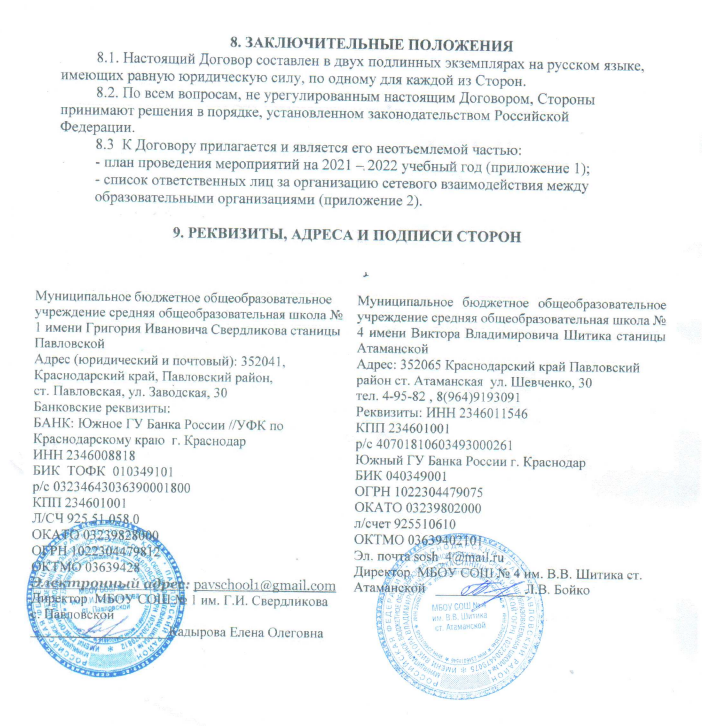 8. ЗАКЛЮЧИТЕЛЬНЫЕ ПОЛОЖЕНИЯ
8.1. Настоящий Договор составлен в двух подлинных экземплярах на русском языке,
имеющих равную юридическую силу, по одному для каждой из Сторон.
8.2. По всем вопросам, не урегулированным настоящим Договором, Стороны
принимают решения в порядке, установленном законодательством Российской
Федерации.
8.3 К Договору прилагается и является его неотъемлемой частью:
- план проведения мероприятий на 2021 – 2022 учебный год (приложение 1);
- список ответственных лиц за организацию сетевого взаимодействия между
образовательными организациями (приложение 2).
9. РЕКВИЗИТЫ, АДРЕСА И ПОДПИСИ СТОРОН
Муниципальное бюджетное общеобразовательное
учреждение средняя общеобразовательная школа №
1 имени Григория Ивановича Свердликова станицы
Павловской
Адрес (юридический и почтовый): 352041,
Краснодарский край, Павловский район,
ст. Павловская, ул. Заводская, 30
Банковские реквизиты:
БАНК: Южное ГУ Банка России //УФК по
Краснодарскому краю г. Краснодар
ИНН 2346008818
БИК ТОФК 010349101
р/с 03234643036390001800
КПП 234601001
Л/СЧ 925.51.058.0
ОКАТО 03239828000
ОГРН 1022304479812
ОКТМО 03639428
Электронный адрес: pavschool1@gmail.com
Директор МБОУ СОШ № 1 им. Г.И. Свердликова
Павловской
Кадырова Елена Олеговна
Муниципальное бюджетное общеобразовательное
учреждение средняя общеобразовательная школа №
4 имени Виктора Владимировича Шитика станицы
Атаманской
Адрес: 352065 Краснодарский край Павловский
район ст. Атаманская ул. Шевченко, 30
тел. 4-95-82 , 8(964)9193091
Реквизиты: ИНН 2346011546
КПП 234601001
р/с 40701810603493000261
Южный ГУ Банка России г. Краснодар
БИК 040349001
ОГРН 1022304479075
ОКАТО 03239802000
л/счет 925510610
ОКТМО 0363940210
Эл. почта sosh_4@mail.ru
Директор МБОУ СОШ № 4 им. В.В. Шитика ст.
Атаманской Л.В. Бойко
МБОУ СОШ № 4
им. В.В. Шитика
ст. Атаманской